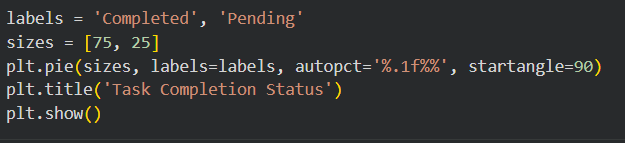 labels = 'Completed', 'Pending'
sizes = [75, 25]
plt.pie(sizes, labels=labels, autopct='%.1f%%', startangle=90)
plt.title('Task Completion Status')
plt.show()